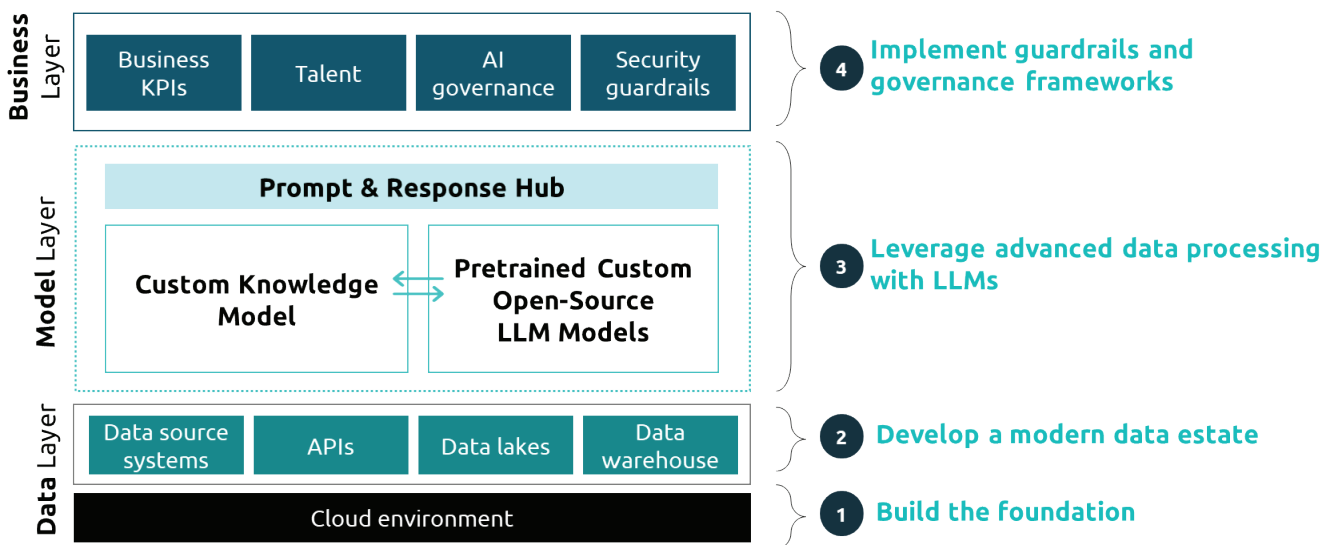 Business Layer
Business
KPIs
Talent
AI
governance
Security
guardrails
4
Implement guardrails and
governance frameworks
Model Layer
Prompt & Response Hub
Custom Knowledge
Model
Pretrained Custom
Open-Source
LLM Models
3
Leverage advanced data processing
with LLMs
Data Layer
Data source
systems
APIs
Data lakes
Data
warehouse
2
Develop a modern data estate
Cloud environment
1
Build the foundation